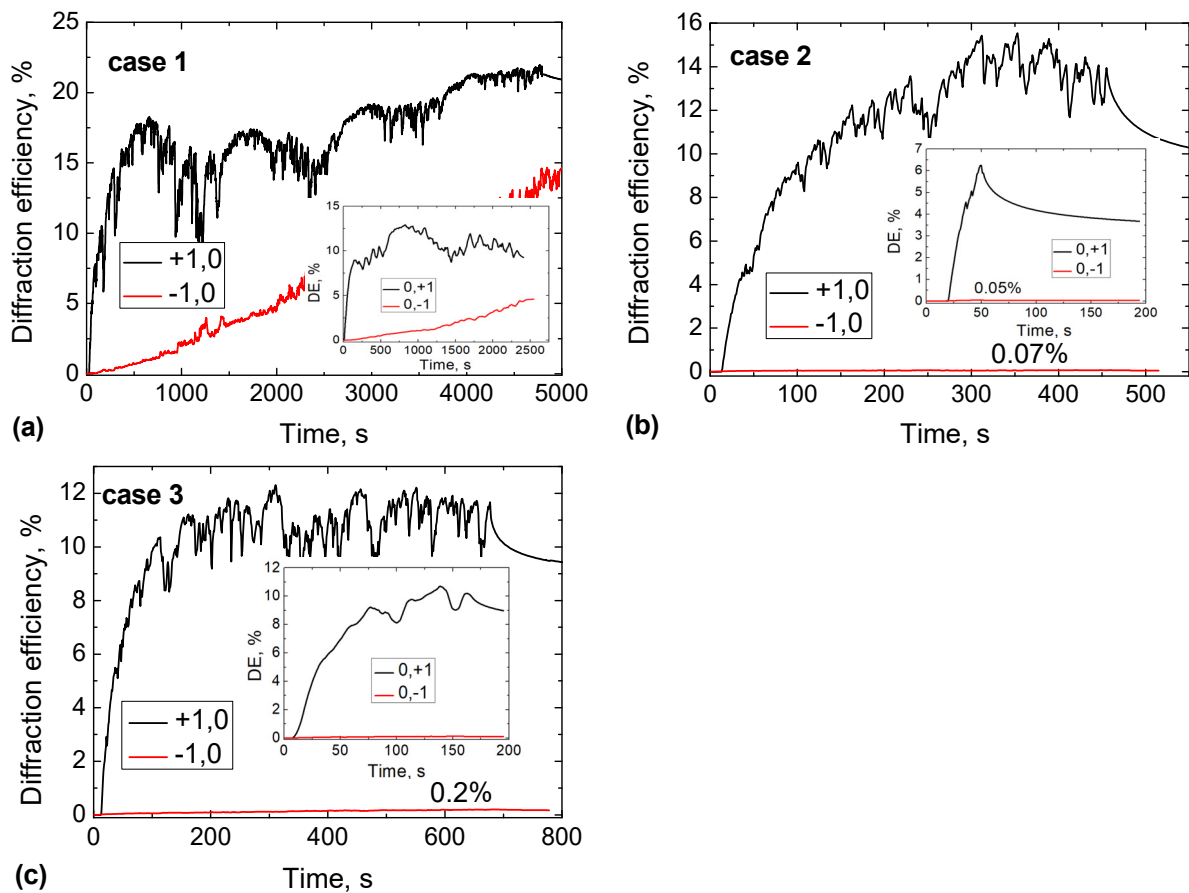 case 1
Diffraction efficiency, %
25
20
15
10
5
0
+1,0
-1,0
DE, %
15
10
5
0
0,+1
0,-1
0 500 1000 1500 2000 2500
Time, s
0 1000 2000 3000 4000 5000
Time, s
(a)
case 2
Diffraction efficiency, %
16
14
12
10
8
6
4
2
0
+1,0
-1,0
0.07%
DE, %
7
6
5
4
3
2
1
0
0,+1
0,-1
0.05%
0 50 100 150 200
Time, s
0 100 200 300 400 500
Time, s
(b)
case 3
Diffraction efficiency, %
12
10
8
6
4
2
0
+1,0
-1,0
0.2%
DE, %
12
10
8
6
4
2
0
0,+1
0,-1
0 50 100 150 200
Time, s
0 200 400 600 800
Time, s
(c)